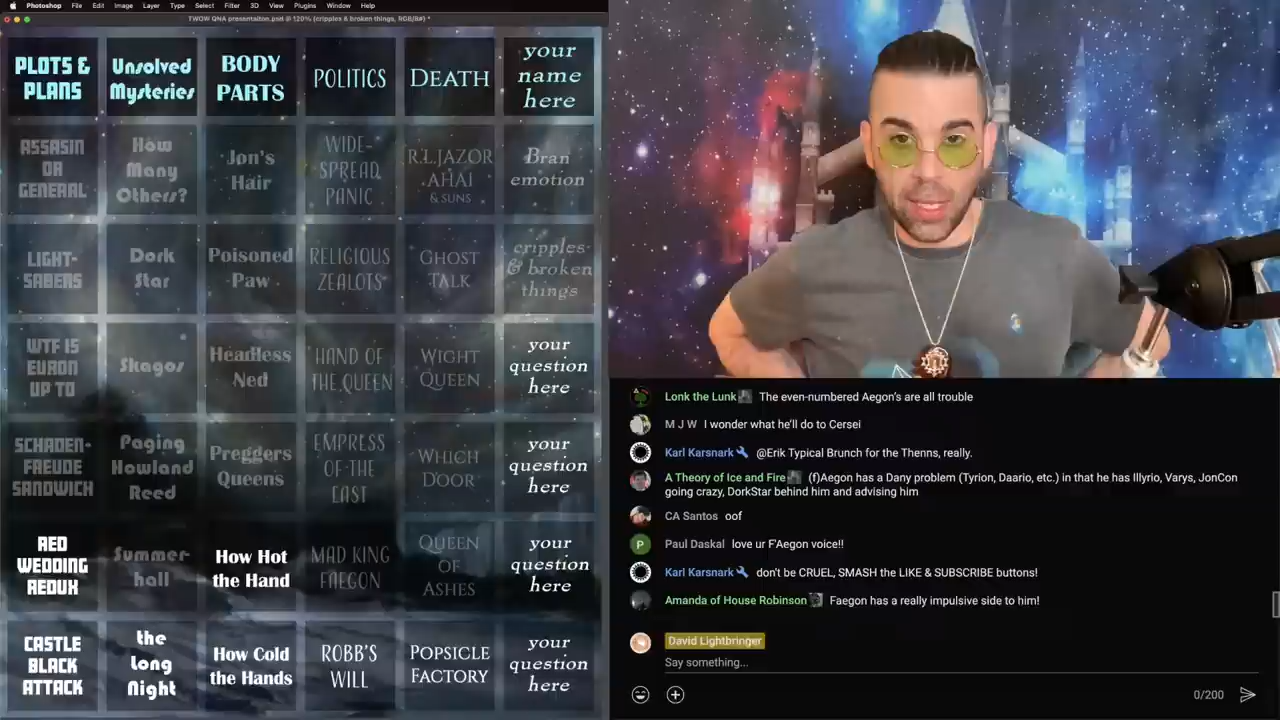 Photoshop File Edit Image Layer Type Select Filter 3D View Plugins Window Help
TWOW QNA presentaiton.psd @ 120% (cripples & broken things, RGB/8#) *
PLOTS &
PLANS
Unsolved
Mysteries
BODY
PARTS
POLITICS
DEATH
your
name
here
ASSASIN
OR
GENERAL
How
Many
Others?
Jon's
Hair
WIDE-
SPREAD
PANIC
R.L.JAZOR
AHAI
& SUNS
Bran
emotion
LIGHT-
SABERS
Dork
Star
Poisoned
Paw
RELIGIOUS
ZEALOTS
GHOST
TALK
cripples
& broken
things
WTF IS
EURON
UP TO
Skagos
Headless
Ned
HAND OF
THE QUEEN
WIGHT
QUEEN
your
question
here
SCHADEN-
FREUDE
SANDWICH
Paging
Howland
Reed
Preggers
Queens
EMPRESS
OF THE
EAST
WHICH
DOOR
your
question
here
RED
WEDDING
REDUX
Summer-
hall
How Hot
the Hand
MAD KING
FAEGON
QUEEN
OF
ASHES
your
question
here
CASTLE
BLACK
ATTACK
the
Long
Night
How Cold
the Hands
ROBB'S
WILL
POPSICLE
FACTORY
your
question
here
Lonk the Lunk The even-numbered Aegon's are all trouble
M J W I wonder what he'll do to Cersei
Karl Karsnark @Erik Typical Brunch for the Thenns, really.
A Theory of Ice and Fire (f)Aegon has a Dany problem (Tyrion, Daario, etc.) in that he has Illyrio, Varys, JonCon
going crazy, DorkStar behind him and advising him
CA Santos oof
P Paul Daskal love ur F'Aegon voice!!
Karl Karsnark don't be CRUEL, SMASH the LIKE & SUBSCRIBE buttons!
Amanda of House Robinson Faegon has a really impulsive side to him!
David Lightbringer
Say something...
0/200